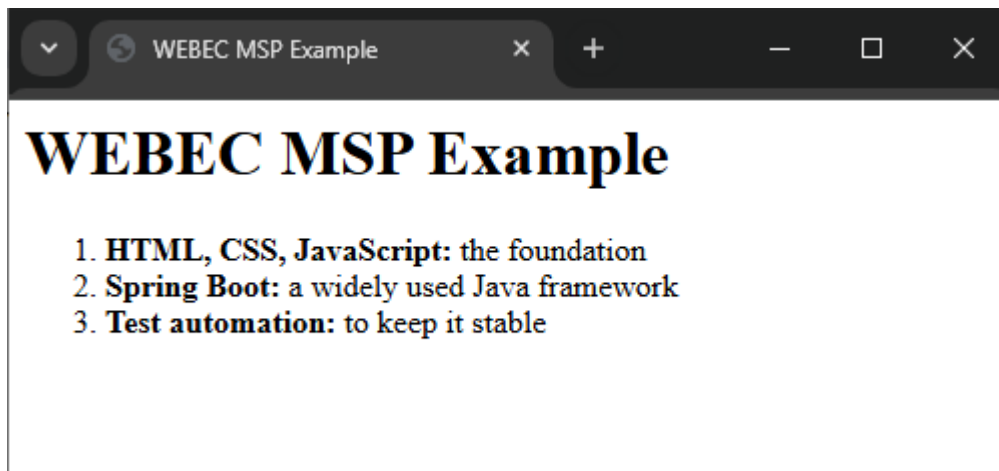 WEBEC MSP Example
WEBEC MSP Example
1. HTML, CSS, JavaScript: the foundation
2. Spring Boot: a widely used Java framework
3. Test automation: to keep it stable